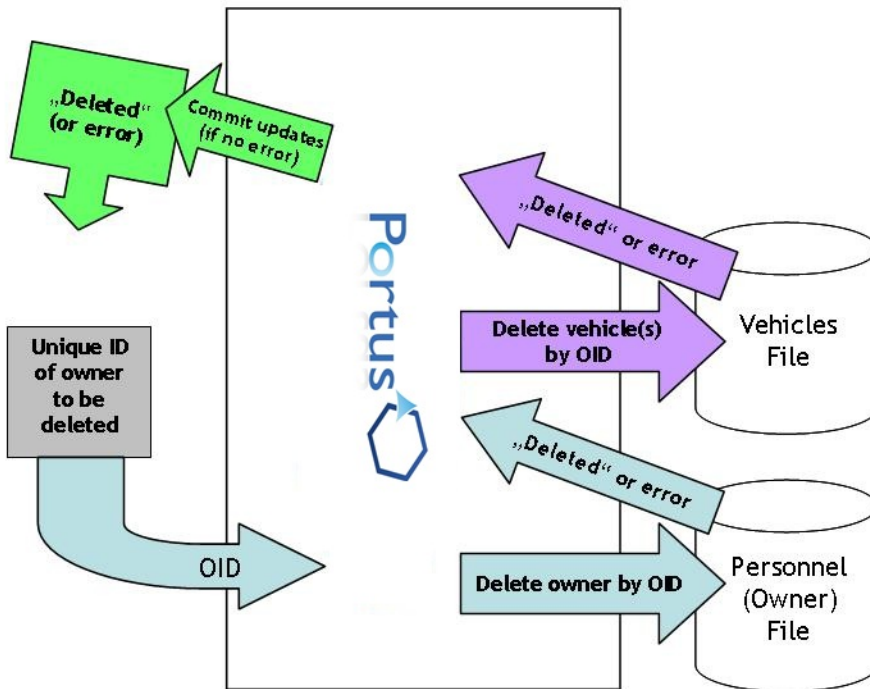 „Deleted“
(or error)
Commit updates
(if no error)
„Deleted“ or error
Portus
Delete vehicle(s)
by OID
Vehicles
File
Unique ID
of owner
to be
deleted
„Deleted“ or error
OID
Delete owner by OID
Personnel
(Owner)
File